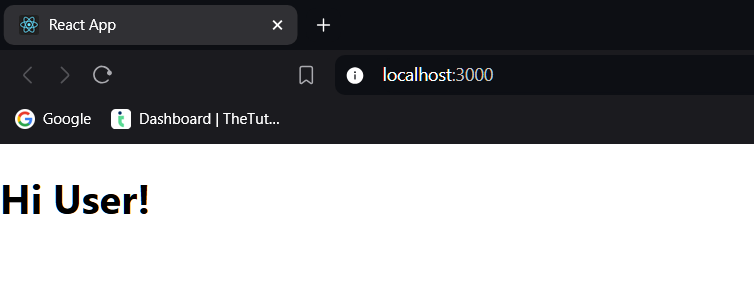 React App
localhost:3000
Google Dashboard | TheTut...
Hi User!